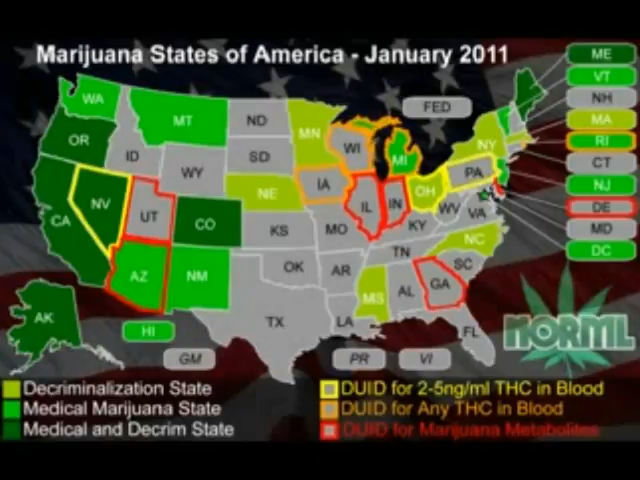 Marijuana States of America - January 2011
ME
WA
VT
MT
ND
FED
NH
OR
MN
MA
ID
SD
WI
MI
NY
RI
WY
PA
CT
NV
NE
IA
OH
NJ
UT
IL
IN
DE
CA
CO
KS
MO
KY
WV
VA
MD
AZ
NM
OK
AR
TN
NC
DC
SC
MS
AL
GA
AK
TX
LA
FL
HI
GM
PR
VI
NORML
Decriminalization State
Medical Marijuana State
Medical and Decrim State
DUID for 2-5ng/ml THC in Blood
DUID for Any THC in Blood
DUID for Marijuana Metabolites